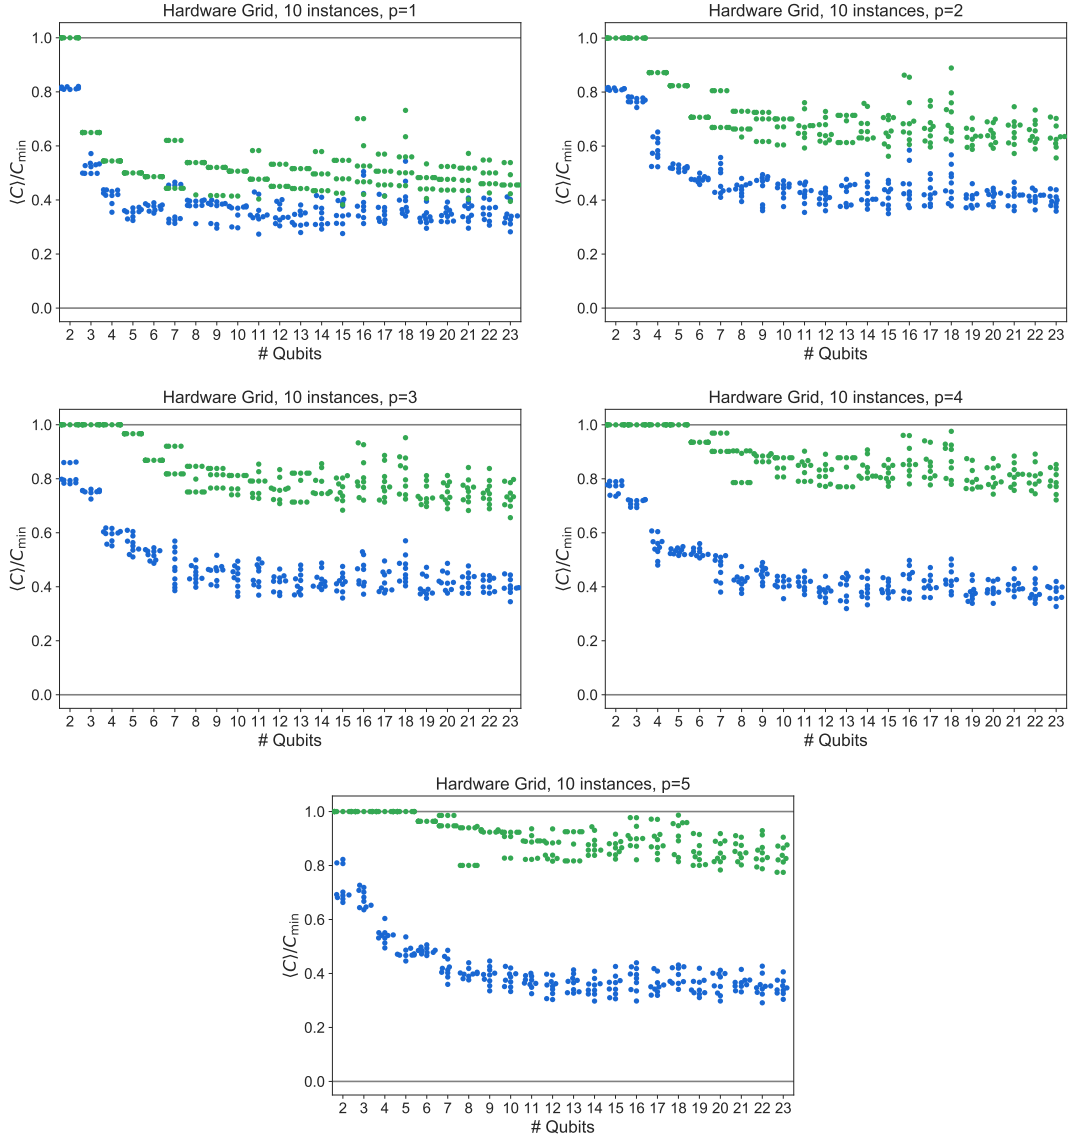 Hardware Grid, 10 instances, p=1
⟨C⟩/C_min
1.0
0.8
0.6
0.4
0.2
0.0
2 3 4 5 6 7 8 9 10 11 12 13 14 15 16 17 18 19 20 21 22 23
# Qubits
Hardware Grid, 10 instances, p=2
⟨C⟩/C_min
1.0
0.8
0.6
0.4
0.2
0.0
2 3 4 5 6 7 8 9 10 11 12 13 14 15 16 17 18 19 20 21 22 23
# Qubits
Hardware Grid, 10 instances, p=3
⟨C⟩/C_min
1.0
0.8
0.6
0.4
0.2
0.0
2 3 4 5 6 7 8 9 10 11 12 13 14 15 16 17 18 19 20 21 22 23
# Qubits
Hardware Grid, 10 instances, p=4
⟨C⟩/C_min
1.0
0.8
0.6
0.4
0.2
0.0
2 3 4 5 6 7 8 9 10 11 12 13 14 15 16 17 18 19 20 21 22 23
# Qubits
Hardware Grid, 10 instances, p=5
⟨C⟩/C_min
1.0
0.8
0.6
0.4
0.2
0.0
2 3 4 5 6 7 8 9 10 11 12 13 14 15 16 17 18 19 20 21 22 23
# Qubits